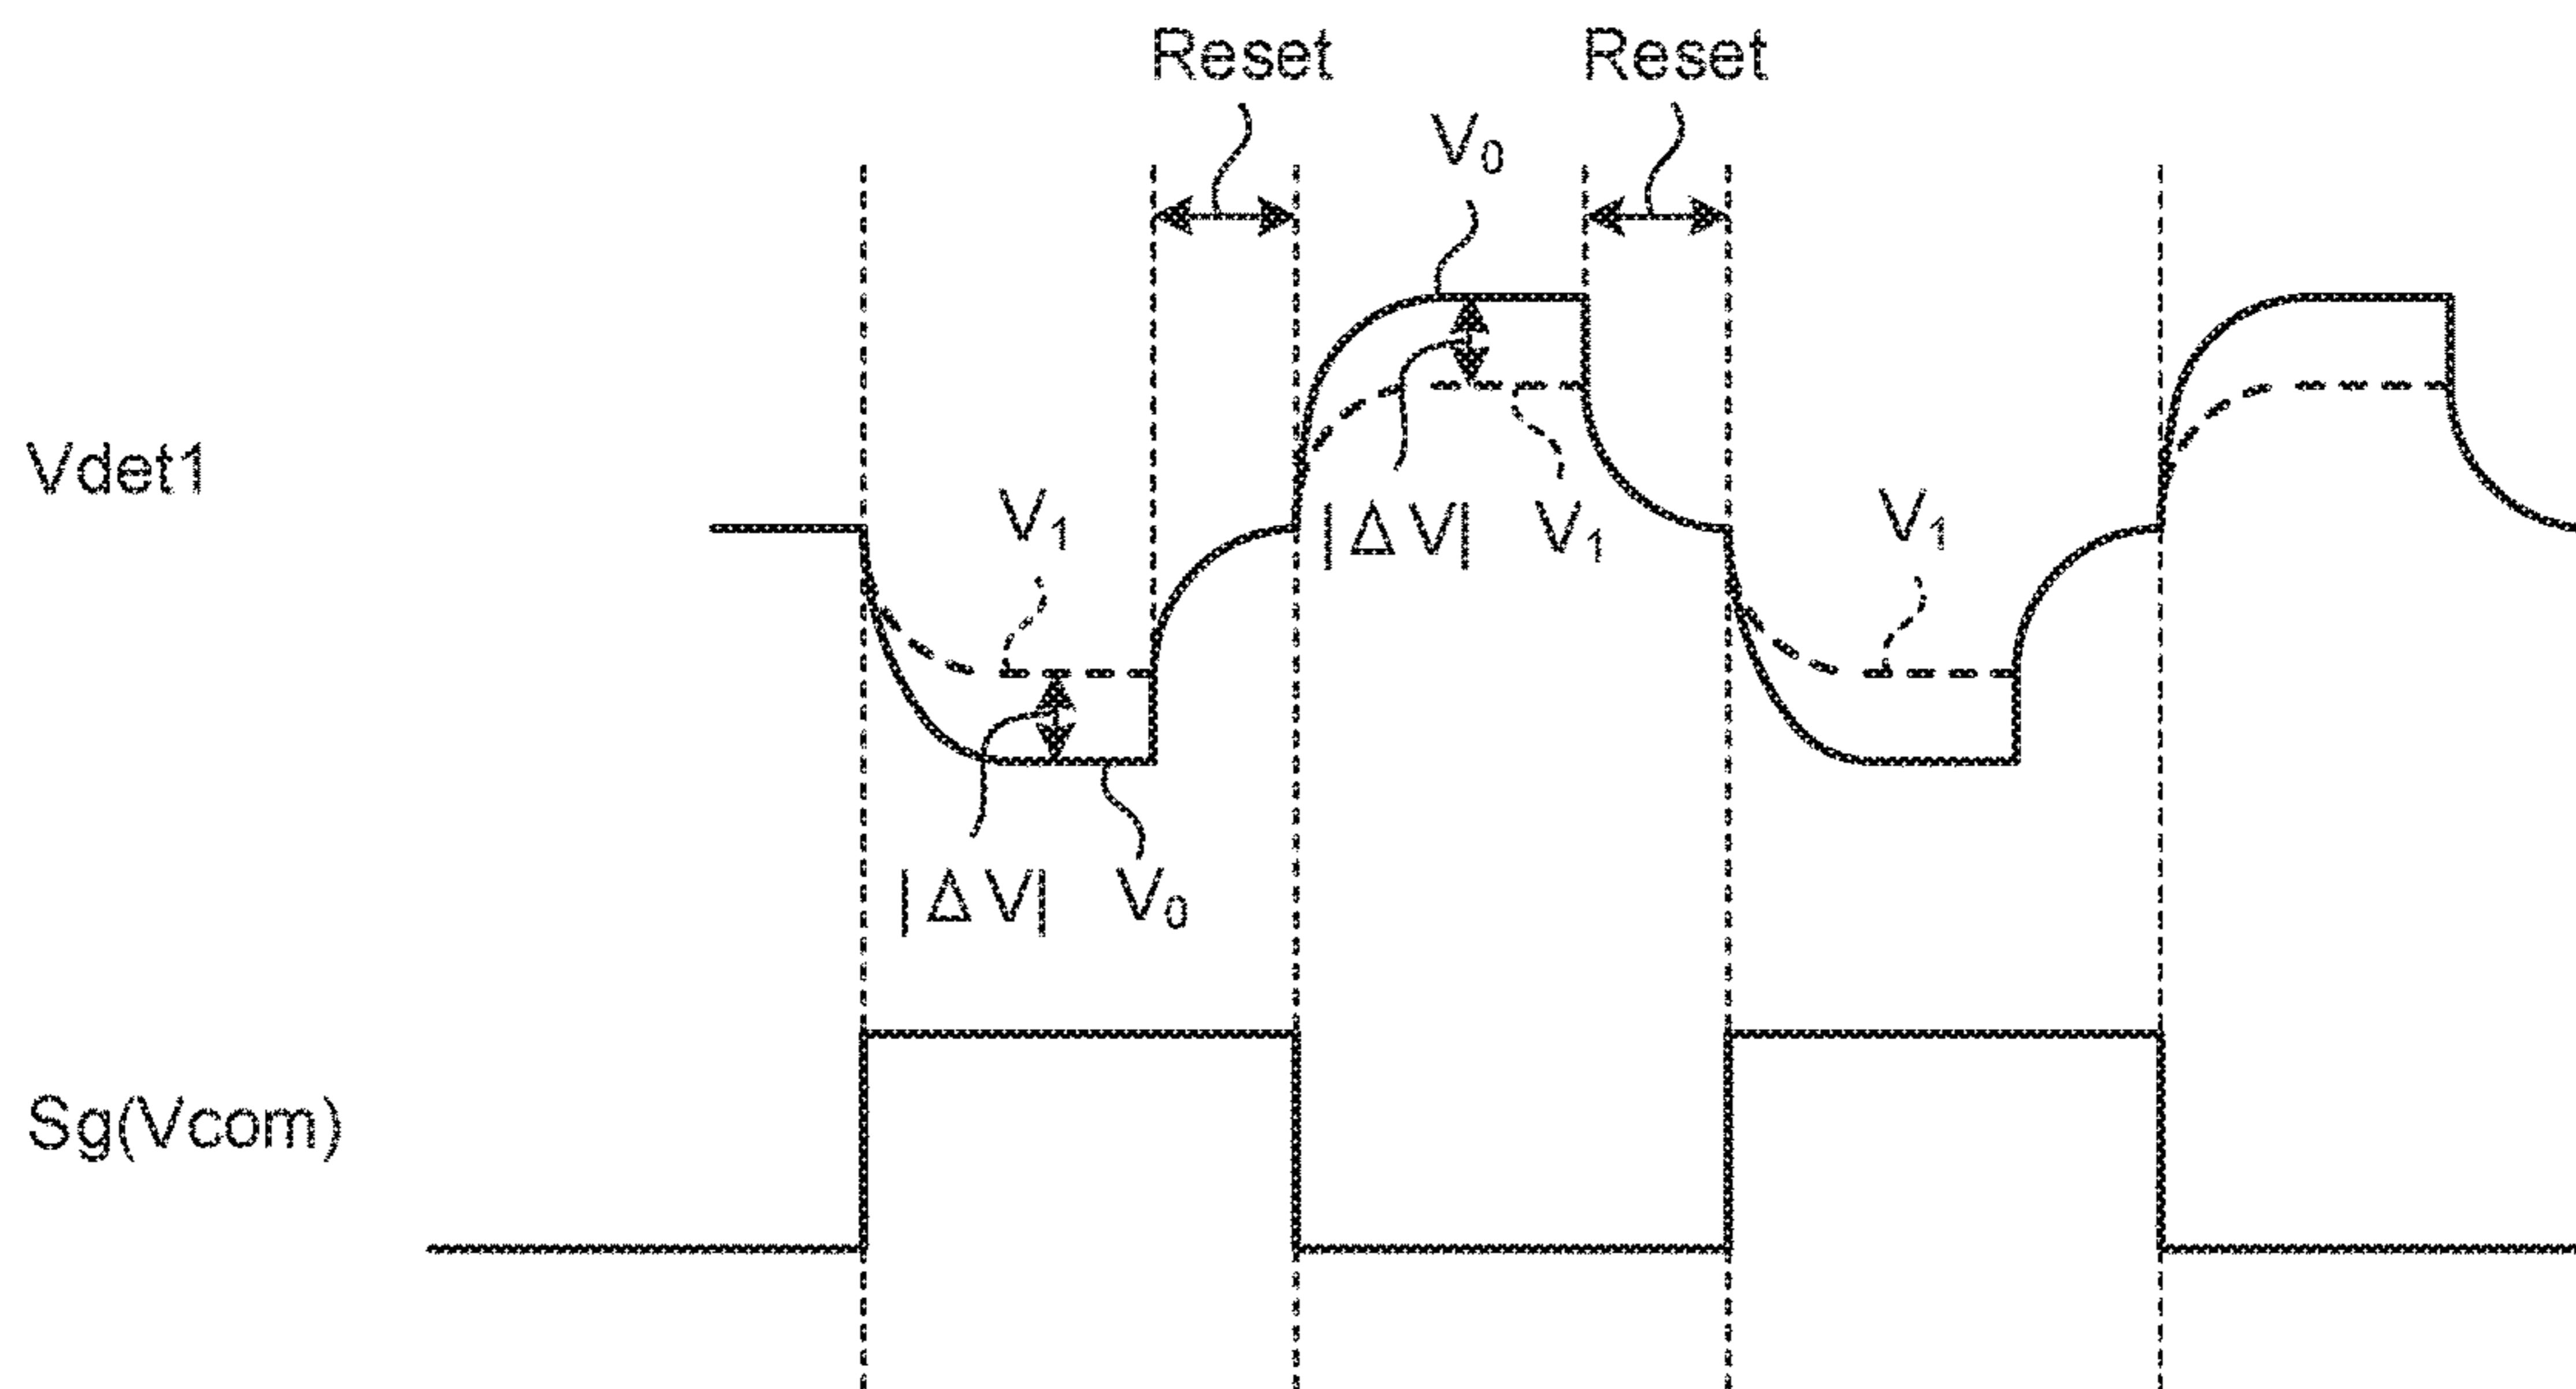 Reset
Reset
V₀
Vdet1
V₁
|ΔV|
V₁
V₁
|ΔV|
V₀
Sg(Vcom)